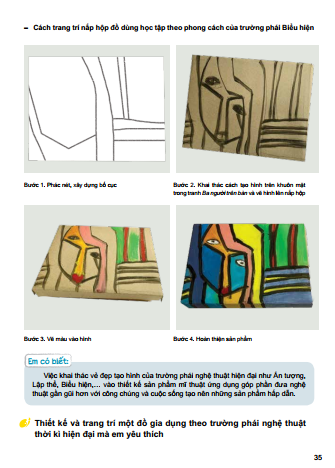 – Cách trang trí nắp hộp đồ dùng học tập theo phong cách của trường phái Biểu hiện
Bước 1. Phác nét, xây dựng bố cục
Bước 2. Khai thác cách tạo hình trên khuôn mặt
trong tranh Ba người trên bàn và vẽ hình lên nắp hộp
Bước 3. Vẽ màu vào hình
Bước 4. Hoàn thiện sản phẩm
Em có biết:
Việc khai thác vẻ đẹp tạo hình của trường phái nghệ thuật hiện đại như Ấn tượng,
Lập thể, Biểu hiện,... vào thiết kế sản phẩm mĩ thuật ứng dụng góp phần đưa nghệ
thuật gần gũi hơn với công chúng và cuộc sống tạo nên những sản phẩm hấp dẫn.
Thiết kế và trang trí một đồ gia dụng theo trường phái nghệ thuật
thời kì hiện đại mà em yêu thích
35